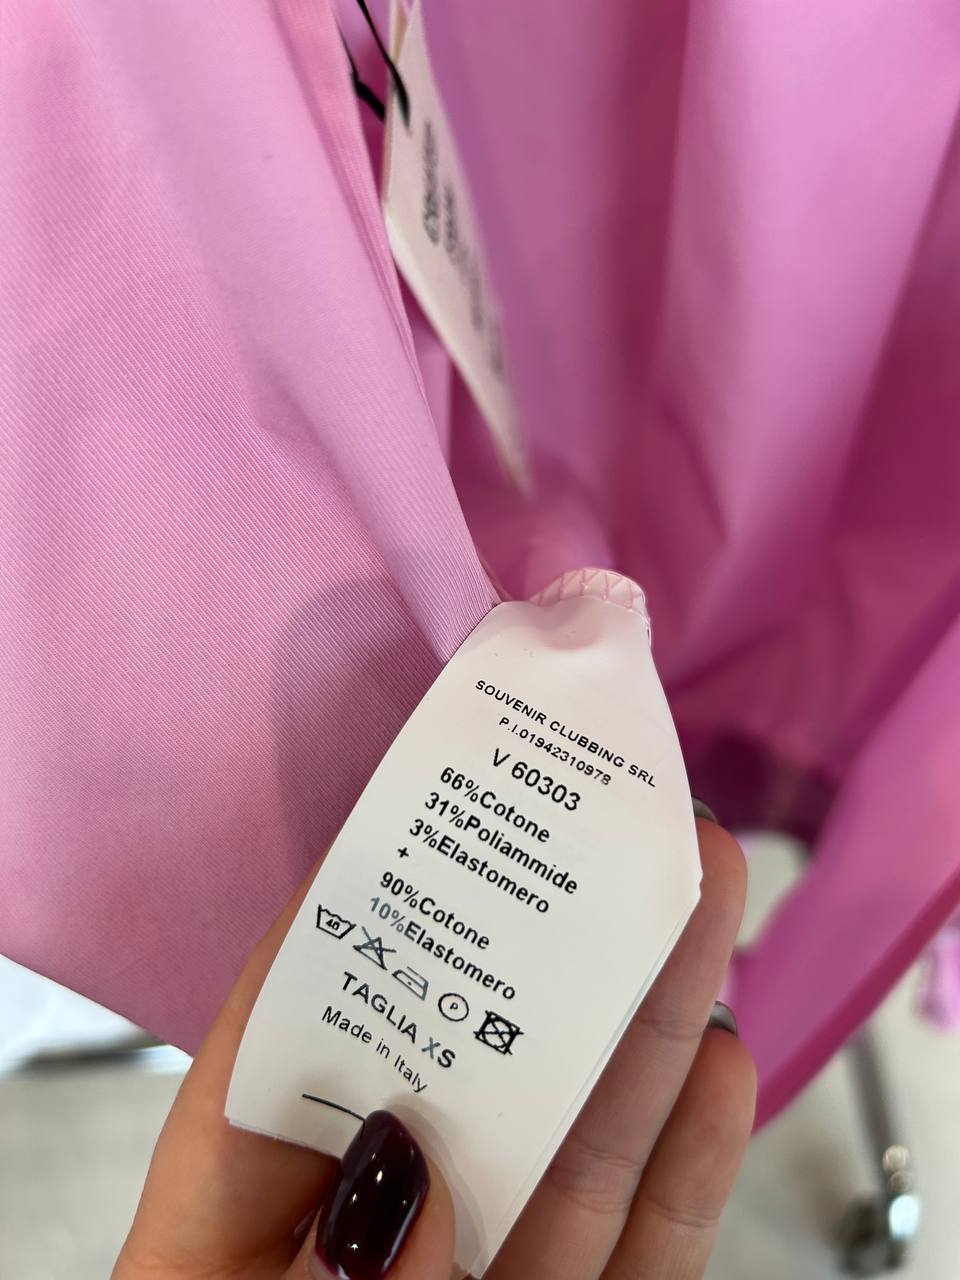 SOUVENIR CLUBBING SRL
P.I.01942310978
V 60303
66%Cotone
31%Poliammide
3%Elastomero
+
90%Cotone
10%Elastomero
40
P
TAGLIA XS
Made in Italy